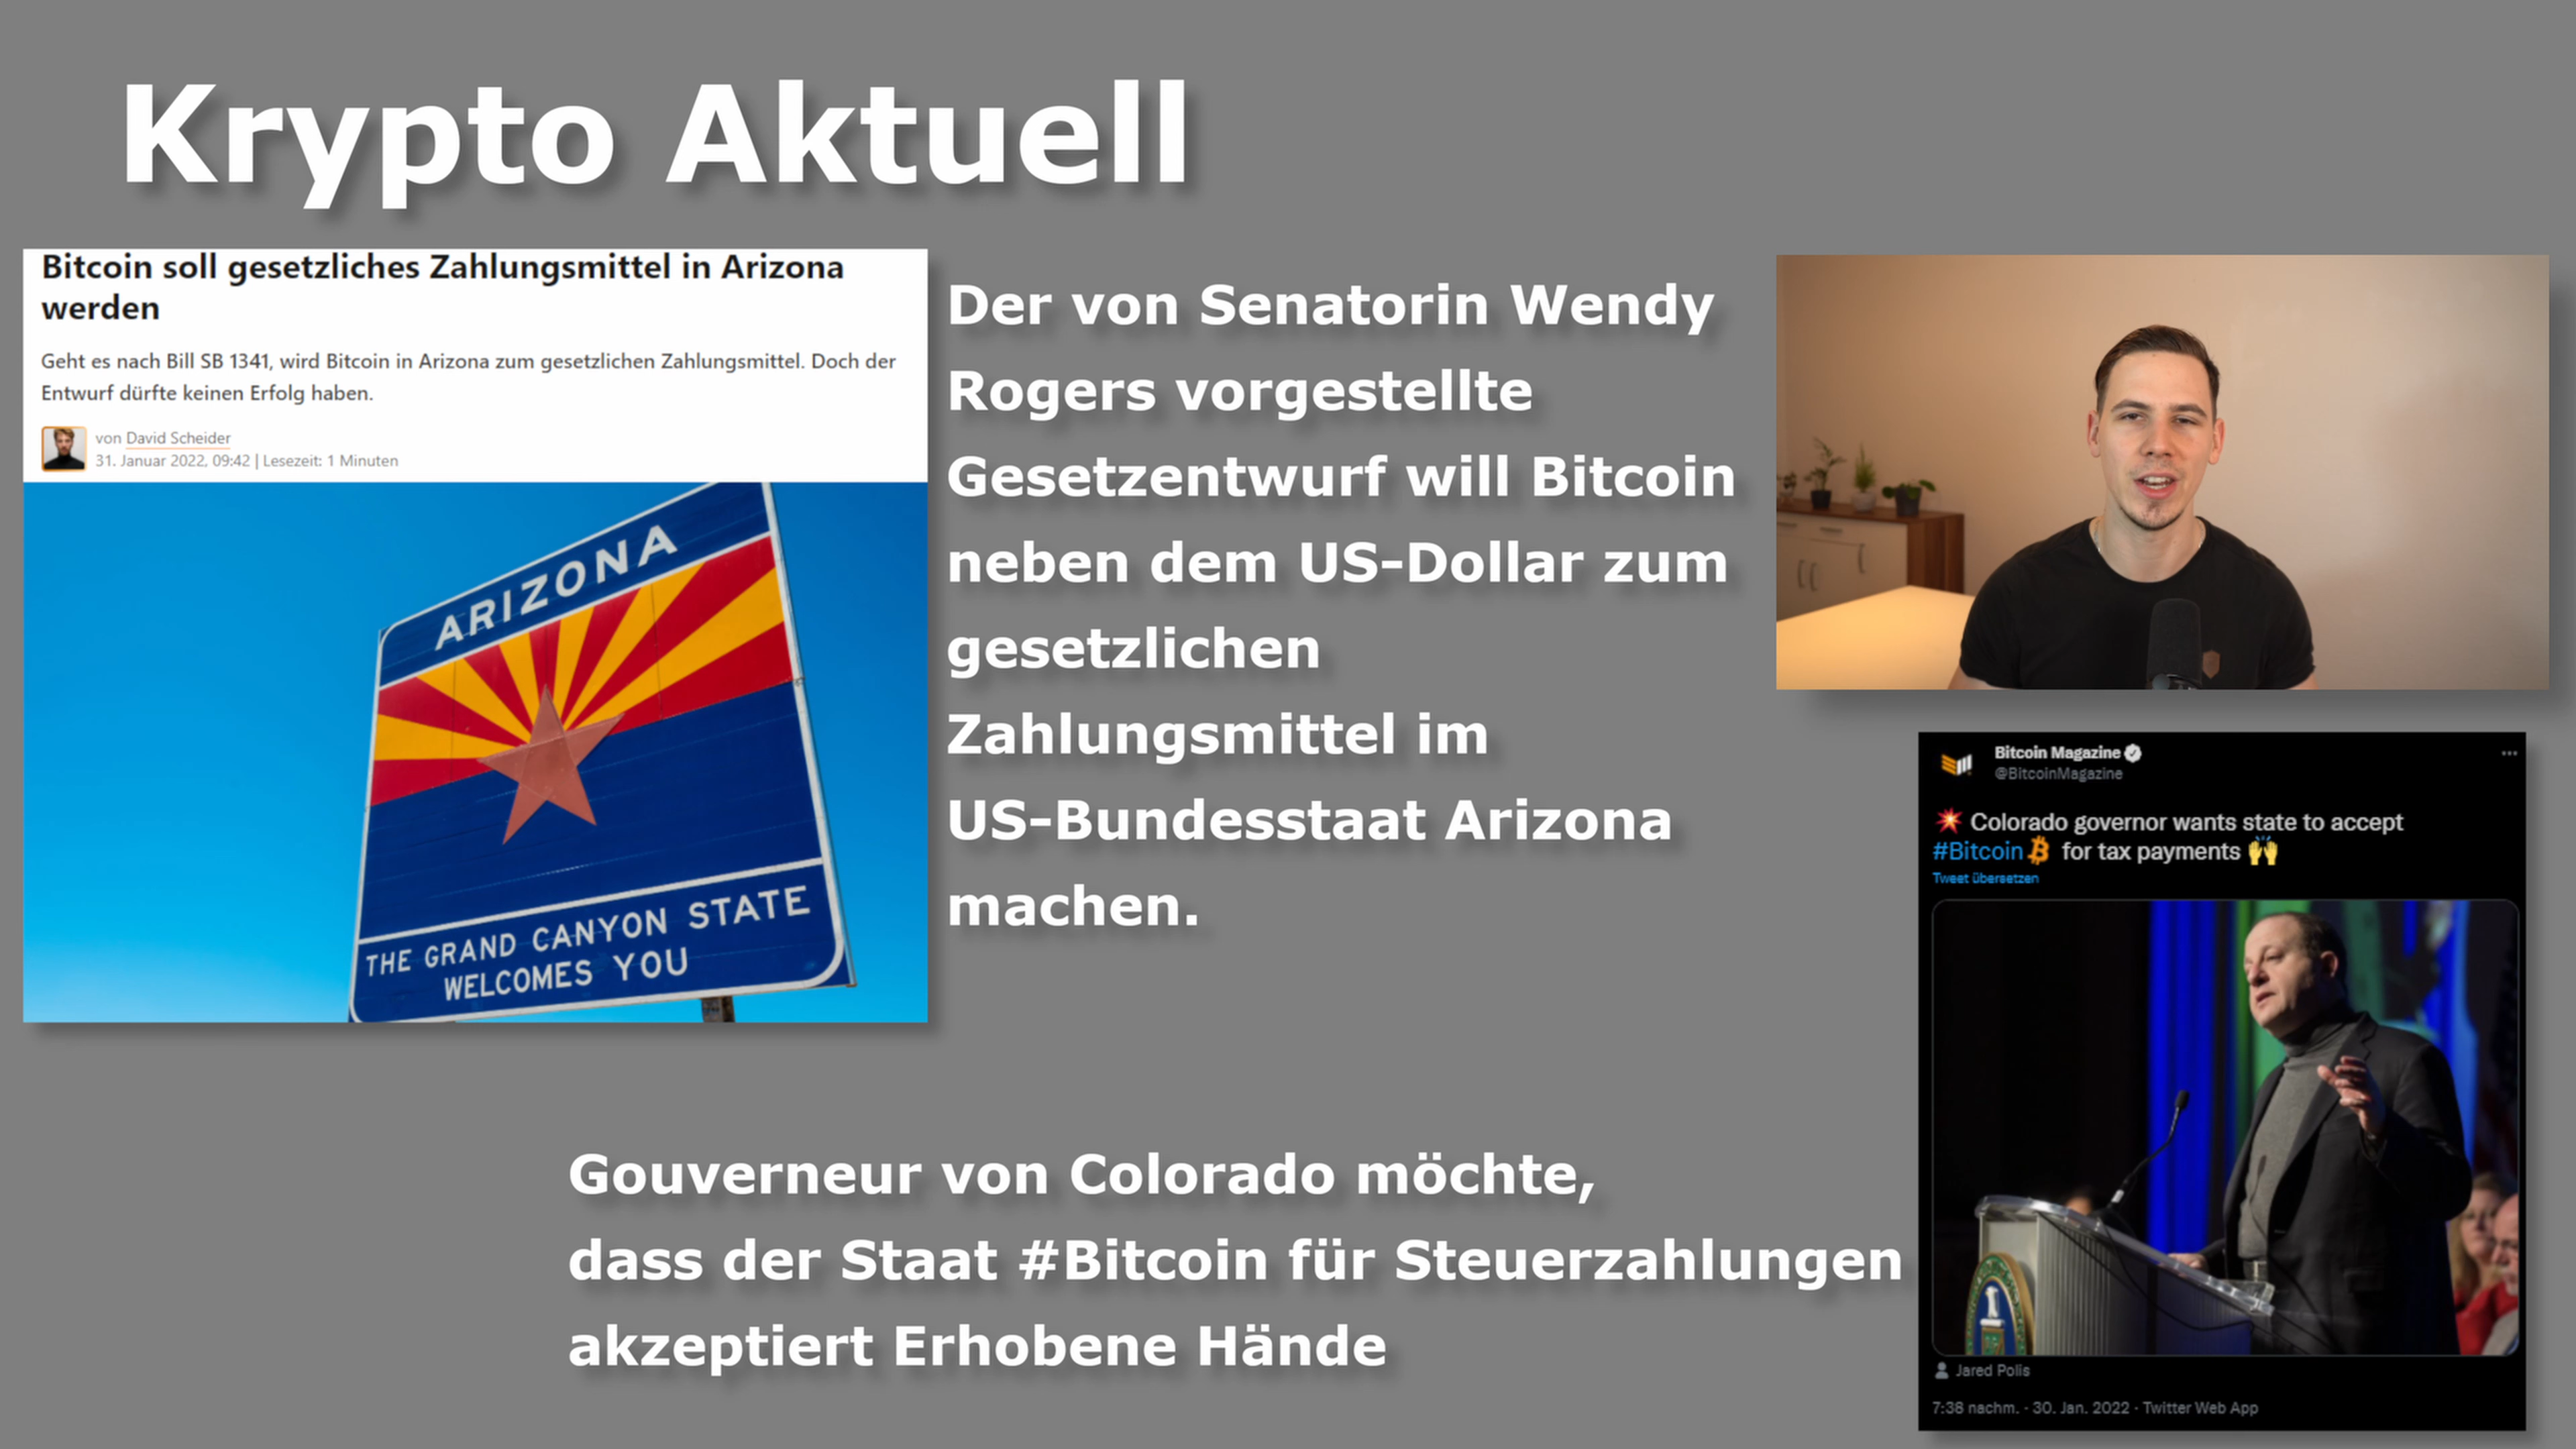 Krypto Aktuell
Bitcoin soll gesetzliches Zahlungsmittel in Arizona
werden
Geht es nach Bill SB 1341, wird Bitcoin in Arizona zum gesetzlichen Zahlungsmittel. Doch der
Entwurf dürfte keinen Erfolg haben.
von David Scheider
31. Januar 2022, 09:42 | Lesezeit: 1 Minuten
ARIZONA
THE GRAND CANYON STATE
WELCOMES YOU
Der von Senatorin Wendy
Rogers vorgestellte
Gesetzentwurf will Bitcoin
neben dem US-Dollar zum
gesetzlichen
Zahlungsmittel im
US-Bundesstaat Arizona
machen.
Bitcoin Magazine
@BitcoinMagazine
💥 Colorado governor wants state to accept
#Bitcoin for tax payments 🙌
Tweet übersetzen
Jared Polis
7:38 nachm. · 30. Jan. 2022 · Twitter Web App
Gouverneur von Colorado möchte,
dass der Staat #Bitcoin für Steuerzahlungen
akzeptiert Erhobene Hände